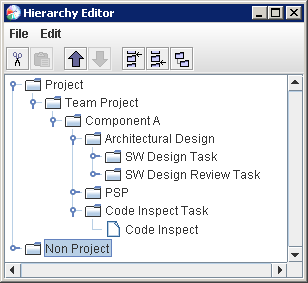 Hierarchy Editor
File Edit
Project
Team Project
Component A
Architectural Design
SW Design Task
SW Design Review Task
PSP
Code Inspect Task
Code Inspect
Non Project